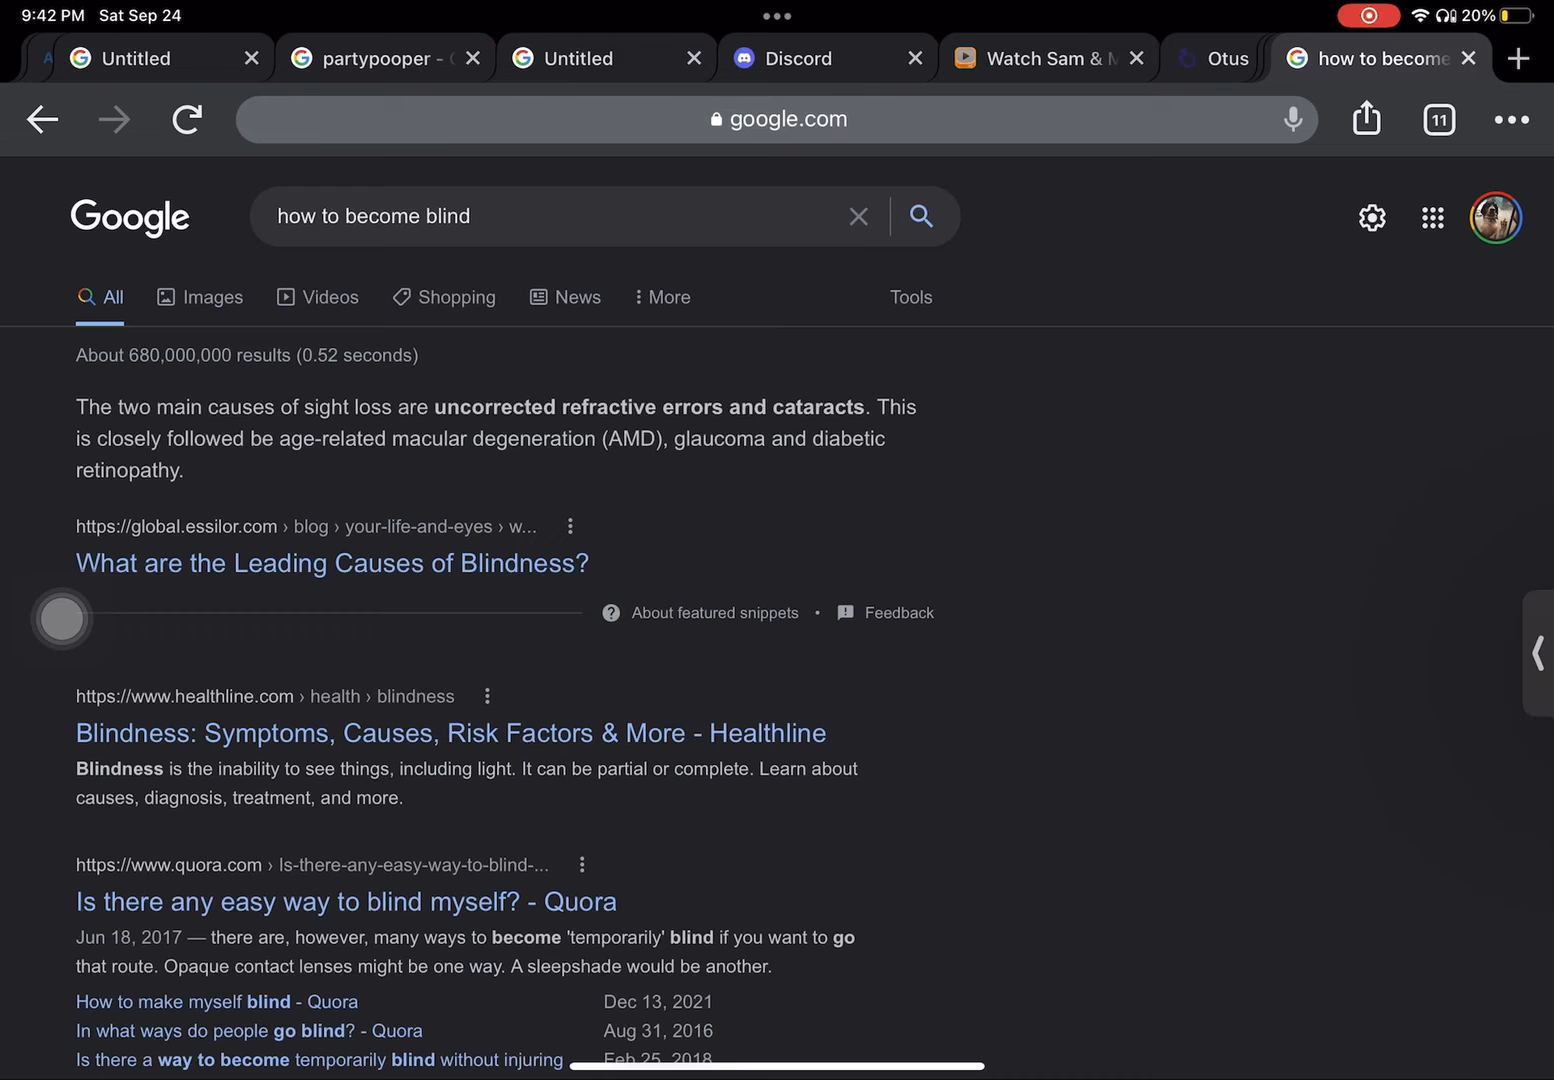 9:42 PM Sat Sep 24
20%
Untitled
partypooper -
Untitled
Discord
Watch Sam &
Otus
how to become
google.com
11
Google
how to become blind
All
Images
Videos
Shopping
News
More
Tools
About 680,000,000 results (0.52 seconds)
The two main causes of sight loss are uncorrected refractive errors and cataracts. This
is closely followed be age-related macular degeneration (AMD), glaucoma and diabetic
retinopathy.
https://global.essilor.com › blog › your-life-and-eyes › w...
What are the Leading Causes of Blindness?
About featured snippets • Feedback
https://www.healthline.com › health › blindness
Blindness: Symptoms, Causes, Risk Factors & More - Healthline
Blindness is the inability to see things, including light. It can be partial or complete. Learn about
causes, diagnosis, treatment, and more.
https://www.quora.com › Is-there-any-easy-way-to-blind-...
Is there any easy way to blind myself? - Quora
Jun 18, 2017 — there are, however, many ways to become 'temporarily' blind if you want to go
that route. Opaque contact lenses might be one way. A sleepshade would be another.
How to make myself blind - Quora Dec 13, 2021
In what ways do people go blind? - Quora Aug 31, 2016
Is there a way to become temporarily blind without injuring Feb 25, 2018